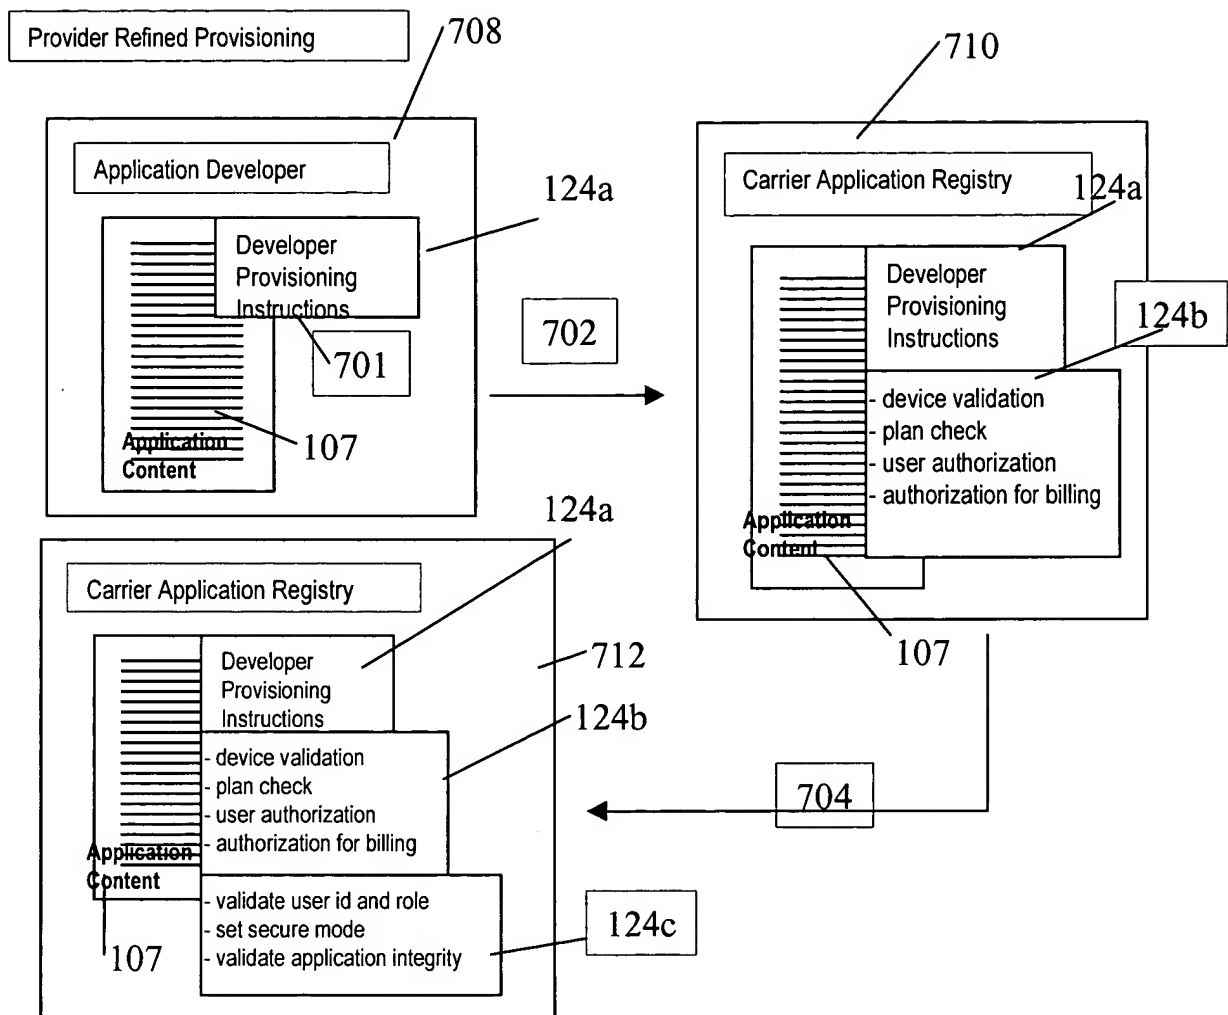 Provider Refined Provisioning
708
Application Developer
124a
Developer
Provisioning
Instructions
701
107
Application
Content
702
710
Carrier Application Registry
124a
Developer
Provisioning
Instructions
124b
- device validation
- plan check
- user authorization
- authorization for billing
Application
Content
107
704
124a
Carrier Application Registry
712
Developer
Provisioning
Instructions
124b
- device validation
- plan check
- user authorization
- authorization for billing
Application
Content
107
- validate user id and role
- set secure mode
- validate application integrity
124c